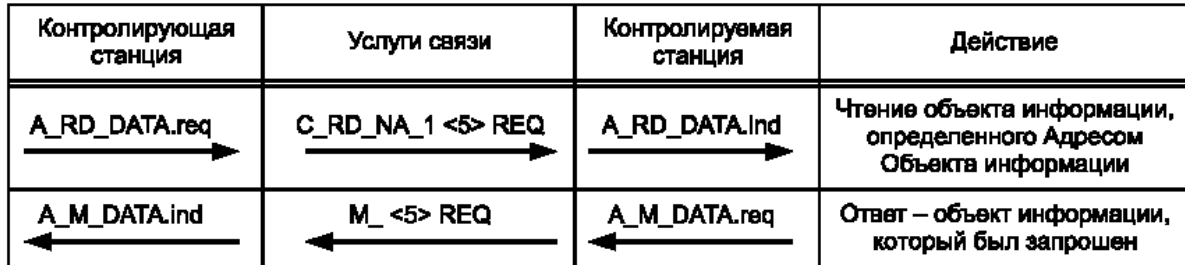 Контролирующая
станция
Услуги связи
Контролируемая
станция
Действие
A_RD_DATA.req
C_RD_NA_1 <5> REQ
A_RD_DATA.ind
Чтение объекта информации,
определенного Адресом
Объекта информации
A_M_DATA.ind
M_ <5> REQ
A_M_DATA.req
Ответ – объект информации,
который был запрошен